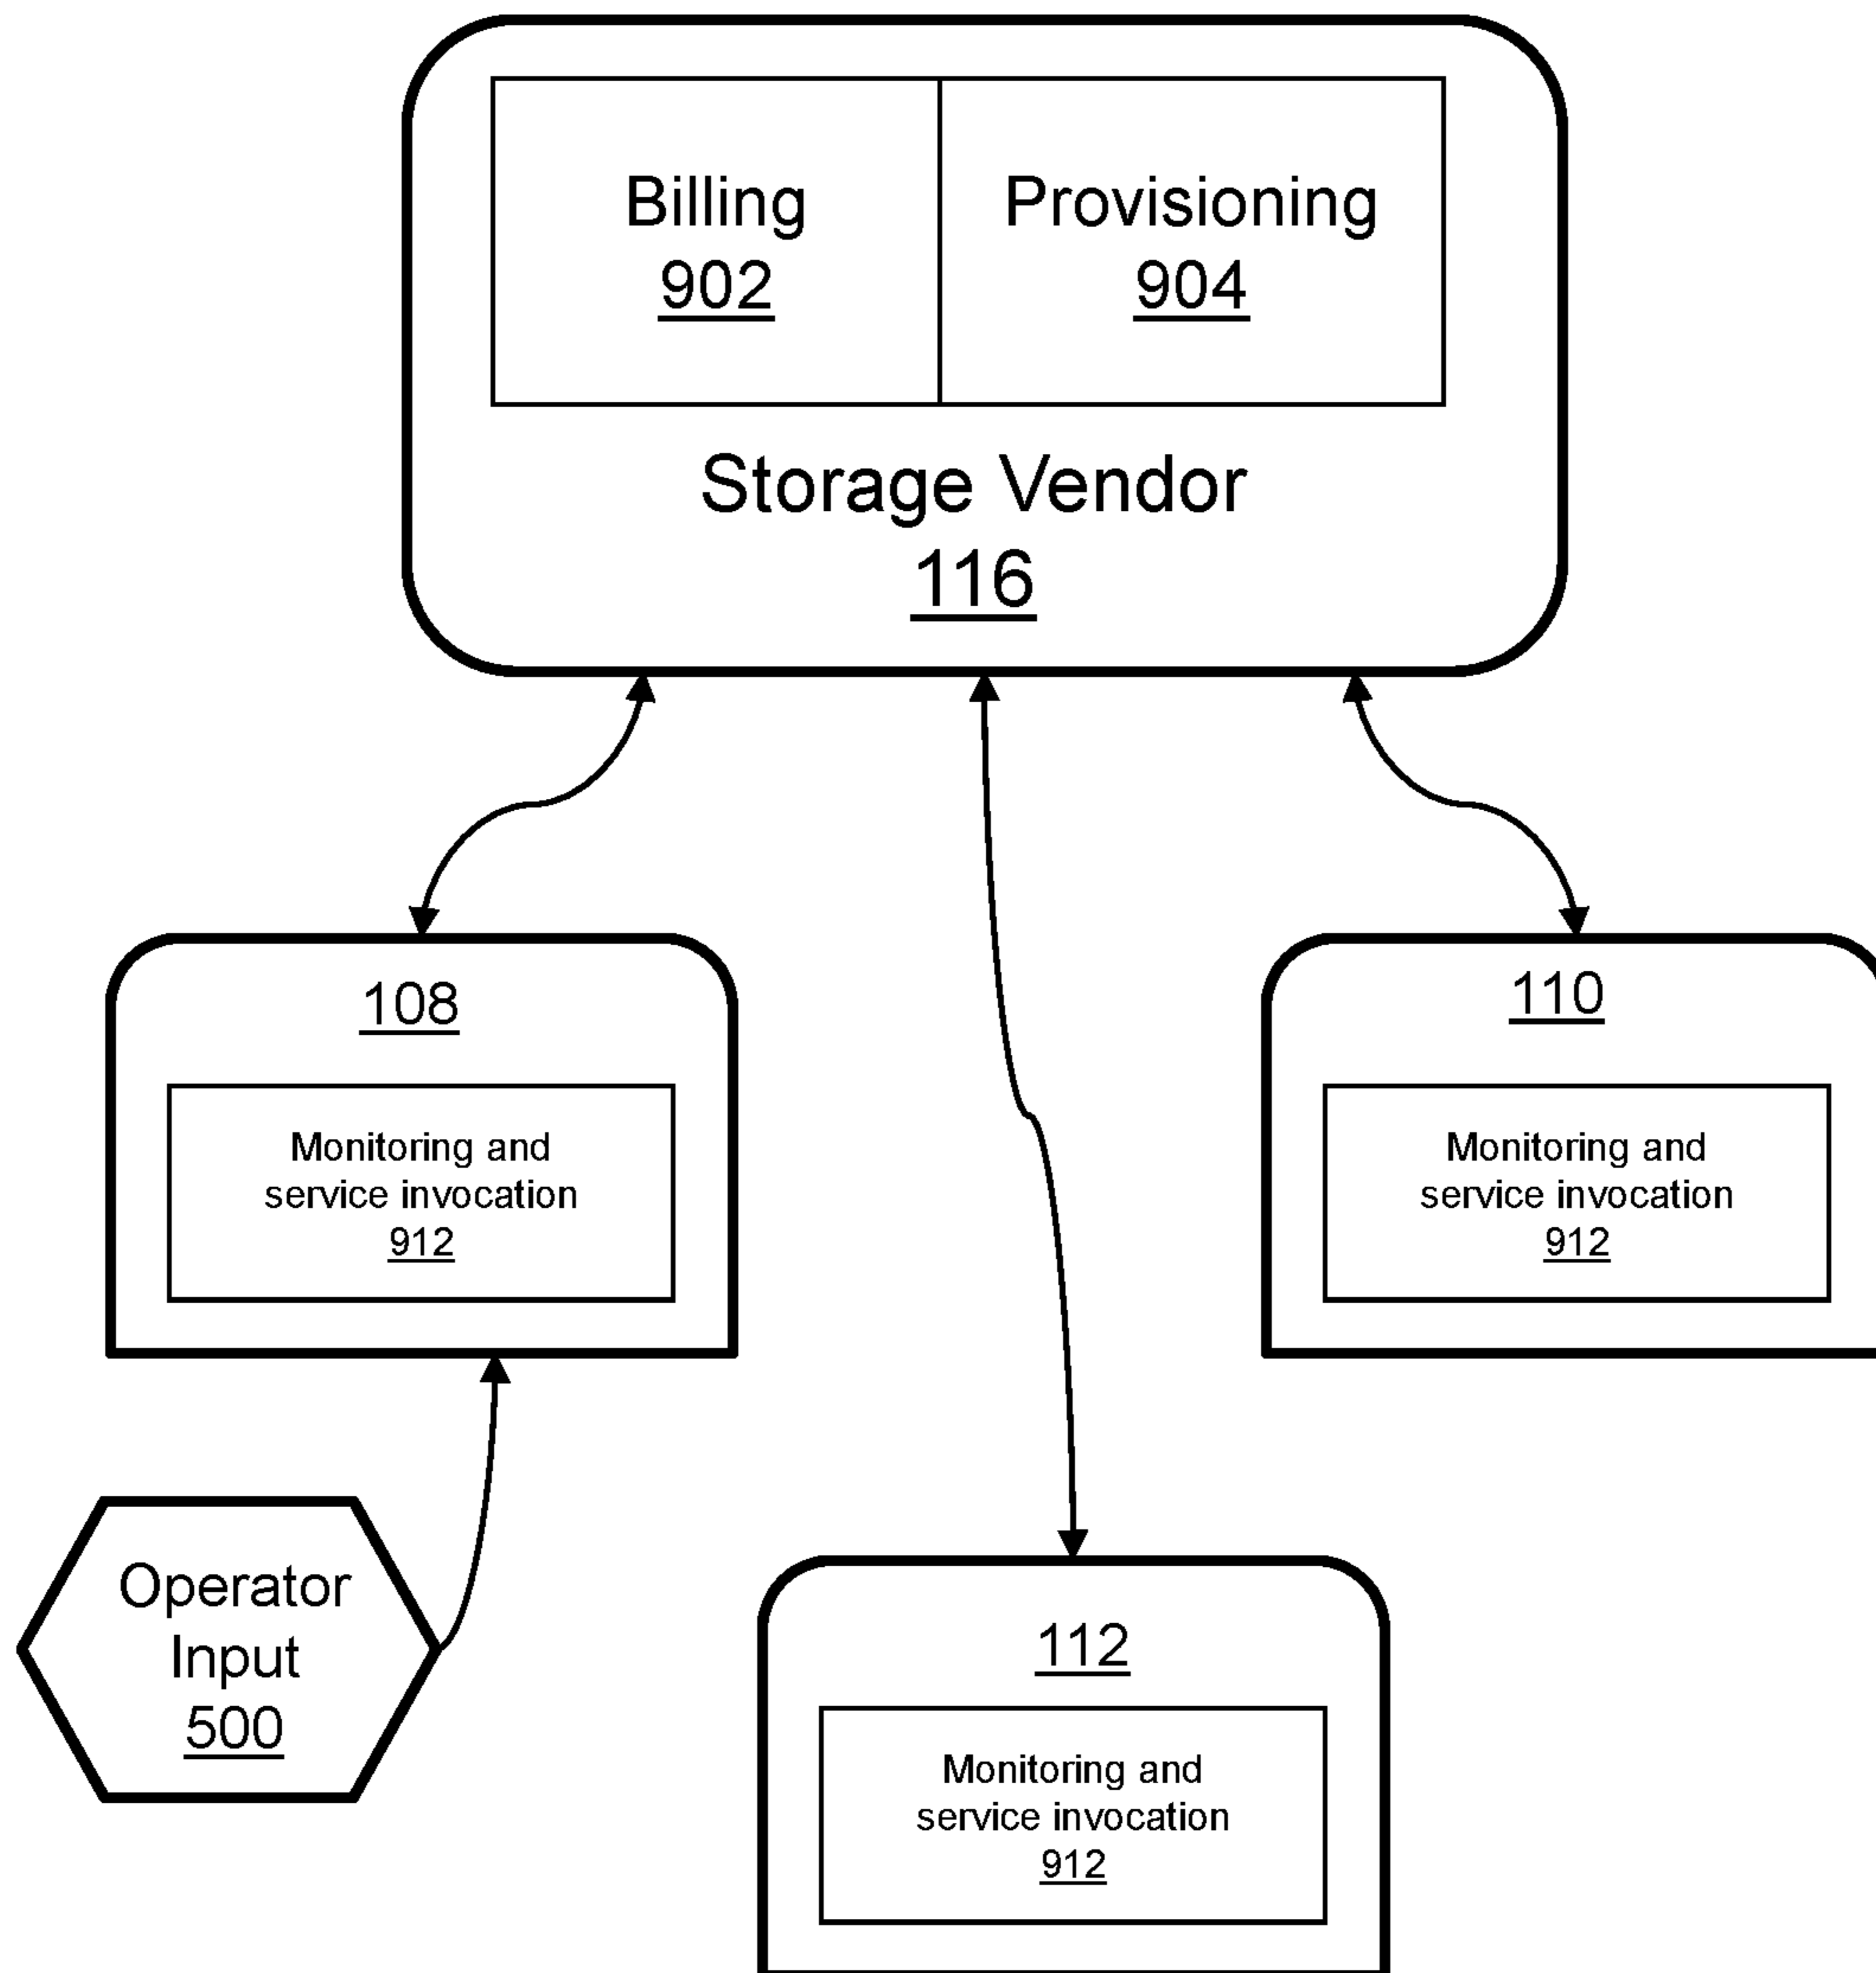 Billing
902
Provisioning
904
Storage Vendor
116
108
Monitoring and
service invocation
912
110
Monitoring and
service invocation
912
Operator
Input
500
112
Monitoring and
service invocation
912